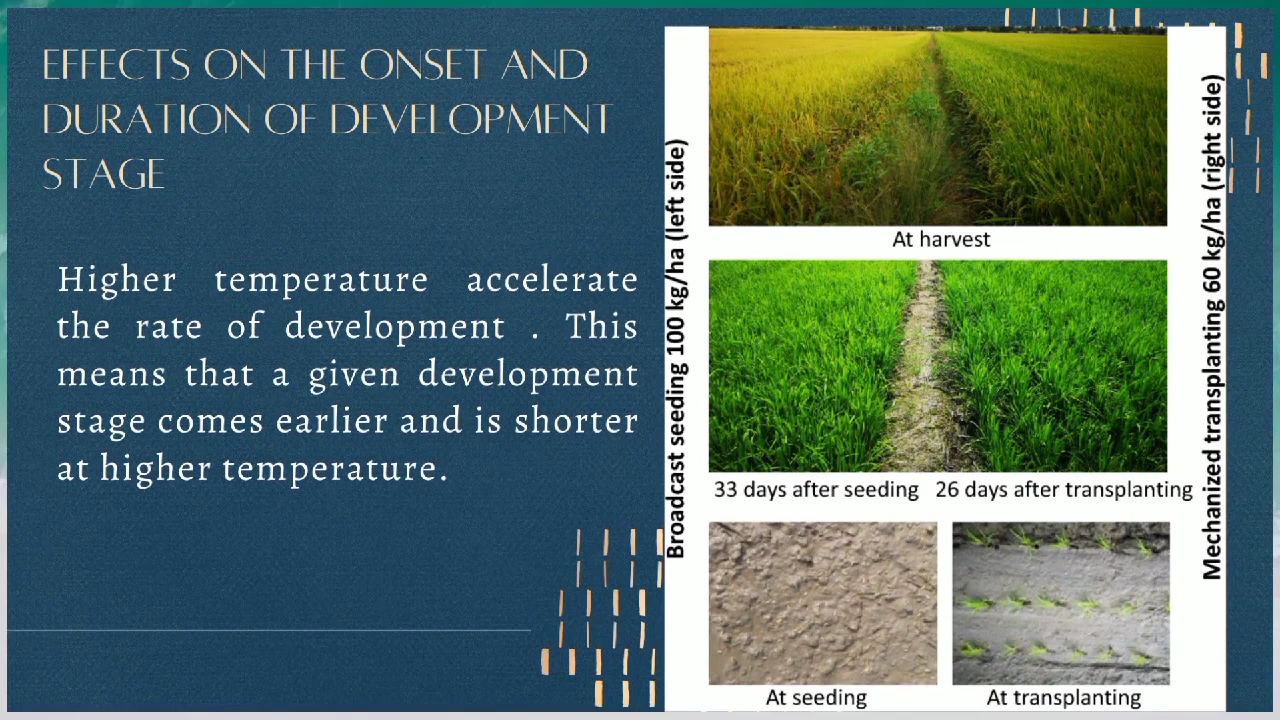 EFFECTS ON THE ONSET AND
DURATION OF DEVELOPMENT
STAGE
Higher temperature accelerate
the rate of development . This
means that a given development
stage comes earlier and is shorter
at higher temperature.
Broadcast seeding 100 kg/ha (left side)
At harvest
33 days after seeding
26 days after transplanting
At seeding
At transplanting
Mechanized transplanting 60 kg/ha (right side)